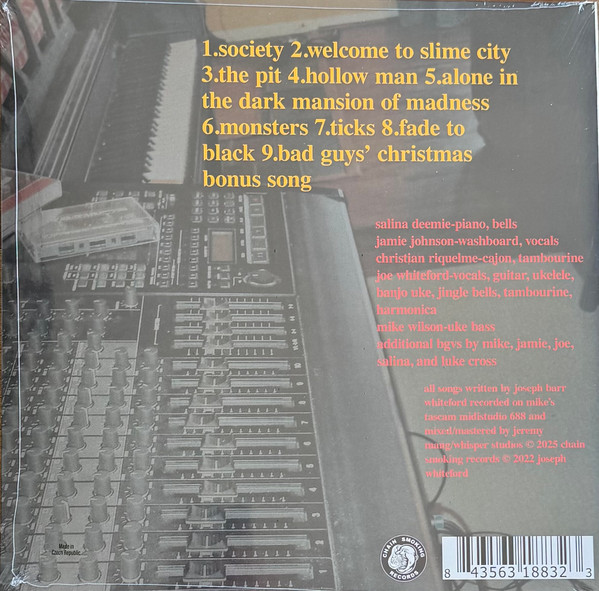 1.society 2.welcome to slime city
3.the pit 4.hollow man 5.alone in
the dark mansion of madness
6.monsters 7.ticks 8.fade to
black 9.bad guys' christmas
bonus song
salina deemie-piano, bells
jamie johnson-washboard, vocals
christian riquelme-cajon, tambourine
joe whiteford-vocals, guitar, ukelele,
banjo uke, jingle bells, tambourine,
harmonica
mike wilson-uke bass
additional bgvs by mike, jamie, joe,
salina, and luke cross
all songs written by joseph barr
whiteford recorded on mike's
tascam midistudio 688 and
mixed/mastered by jeremy
mung/whisper studios © 2025 chain
smoking records © 2022 joseph
whiteford
Made in
Czech Republic
CHAIN SMOKING
RECORDS
8 43563 18832 3